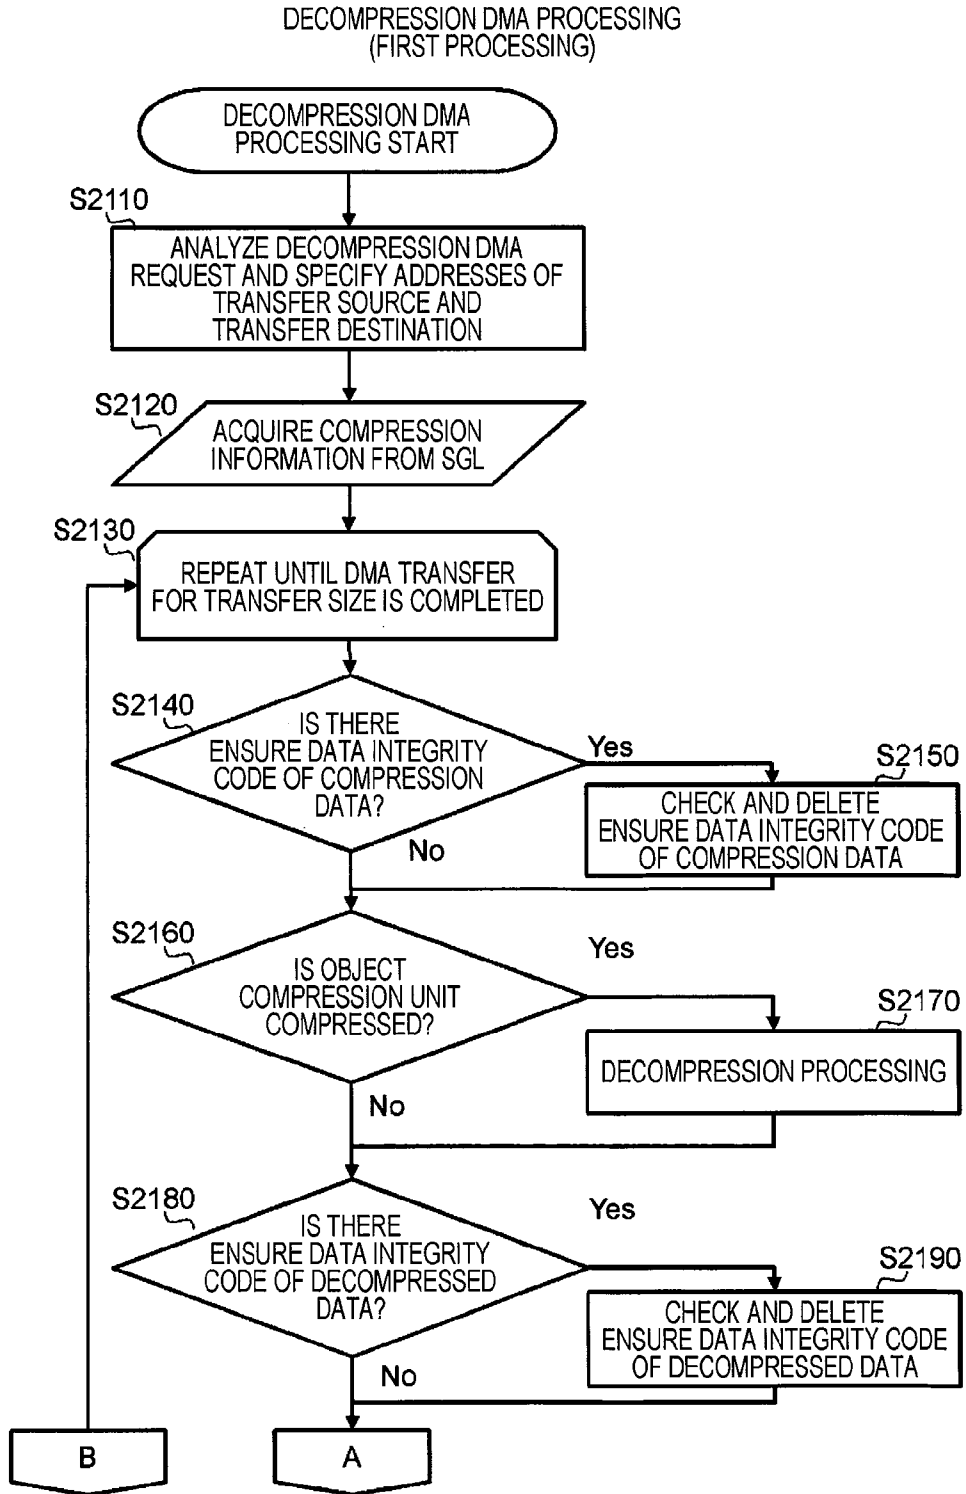 DECOMPRESSION DMA PROCESSING
(FIRST PROCESSING)
DECOMPRESSION DMA
PROCESSING START
S2110
ANALYZE DECOMPRESSION DMA
REQUEST AND SPECIFY ADDRESSES OF
TRANSFER SOURCE AND
TRANSFER DESTINATION
S2120
ACQUIRE COMPRESSION
INFORMATION FROM SGL
S2130
REPEAT UNTIL DMA TRANSFER
FOR TRANSFER SIZE IS COMPLETED
S2140
IS THERE
ENSURE DATA INTEGRITY
CODE OF COMPRESSION
DATA?
Yes
No
S2150
CHECK AND DELETE
ENSURE DATA INTEGRITY CODE
OF COMPRESSION DATA
S2160
IS OBJECT
COMPRESSION UNIT
COMPRESSED?
Yes
No
S2170
DECOMPRESSION PROCESSING
S2180
IS THERE
ENSURE DATA INTEGRITY
CODE OF DECOMPRESSED
DATA?
Yes
No
S2190
CHECK AND DELETE
ENSURE DATA INTEGRITY CODE
OF DECOMPRESSED DATA
B
A